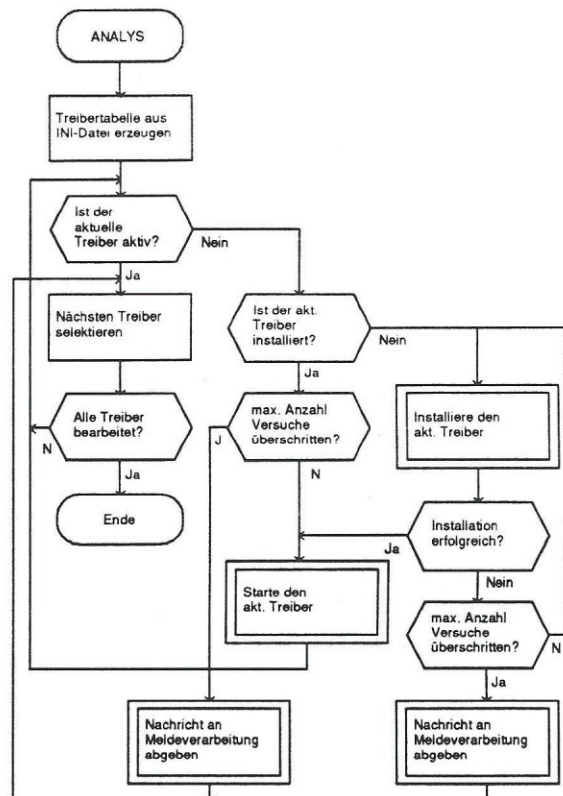 ANALYS
Treibertabelle aus
INI-Datei erzeugen
Ist der
aktuelle
Treiber aktiv?
Nein
Ja
Nächsten Treiber
selektieren
Ist der akt.
Treiber
installiert?
Nein
Ja
Alle Treiber
bearbeitet?
N
Ja
Ende
max. Anzahl
Versuche
überschritten?
J
N
Installiere den
akt. Treiber
Installation
erfolgreich?
Ja
Nein
Starte den
akt. Treiber
max. Anzahl
Versuche
überschritten?
N
Ja
Nachricht an
Meldeverarbeitung
abgeben
Nachricht an
Meldeverarbeitung
abgeben